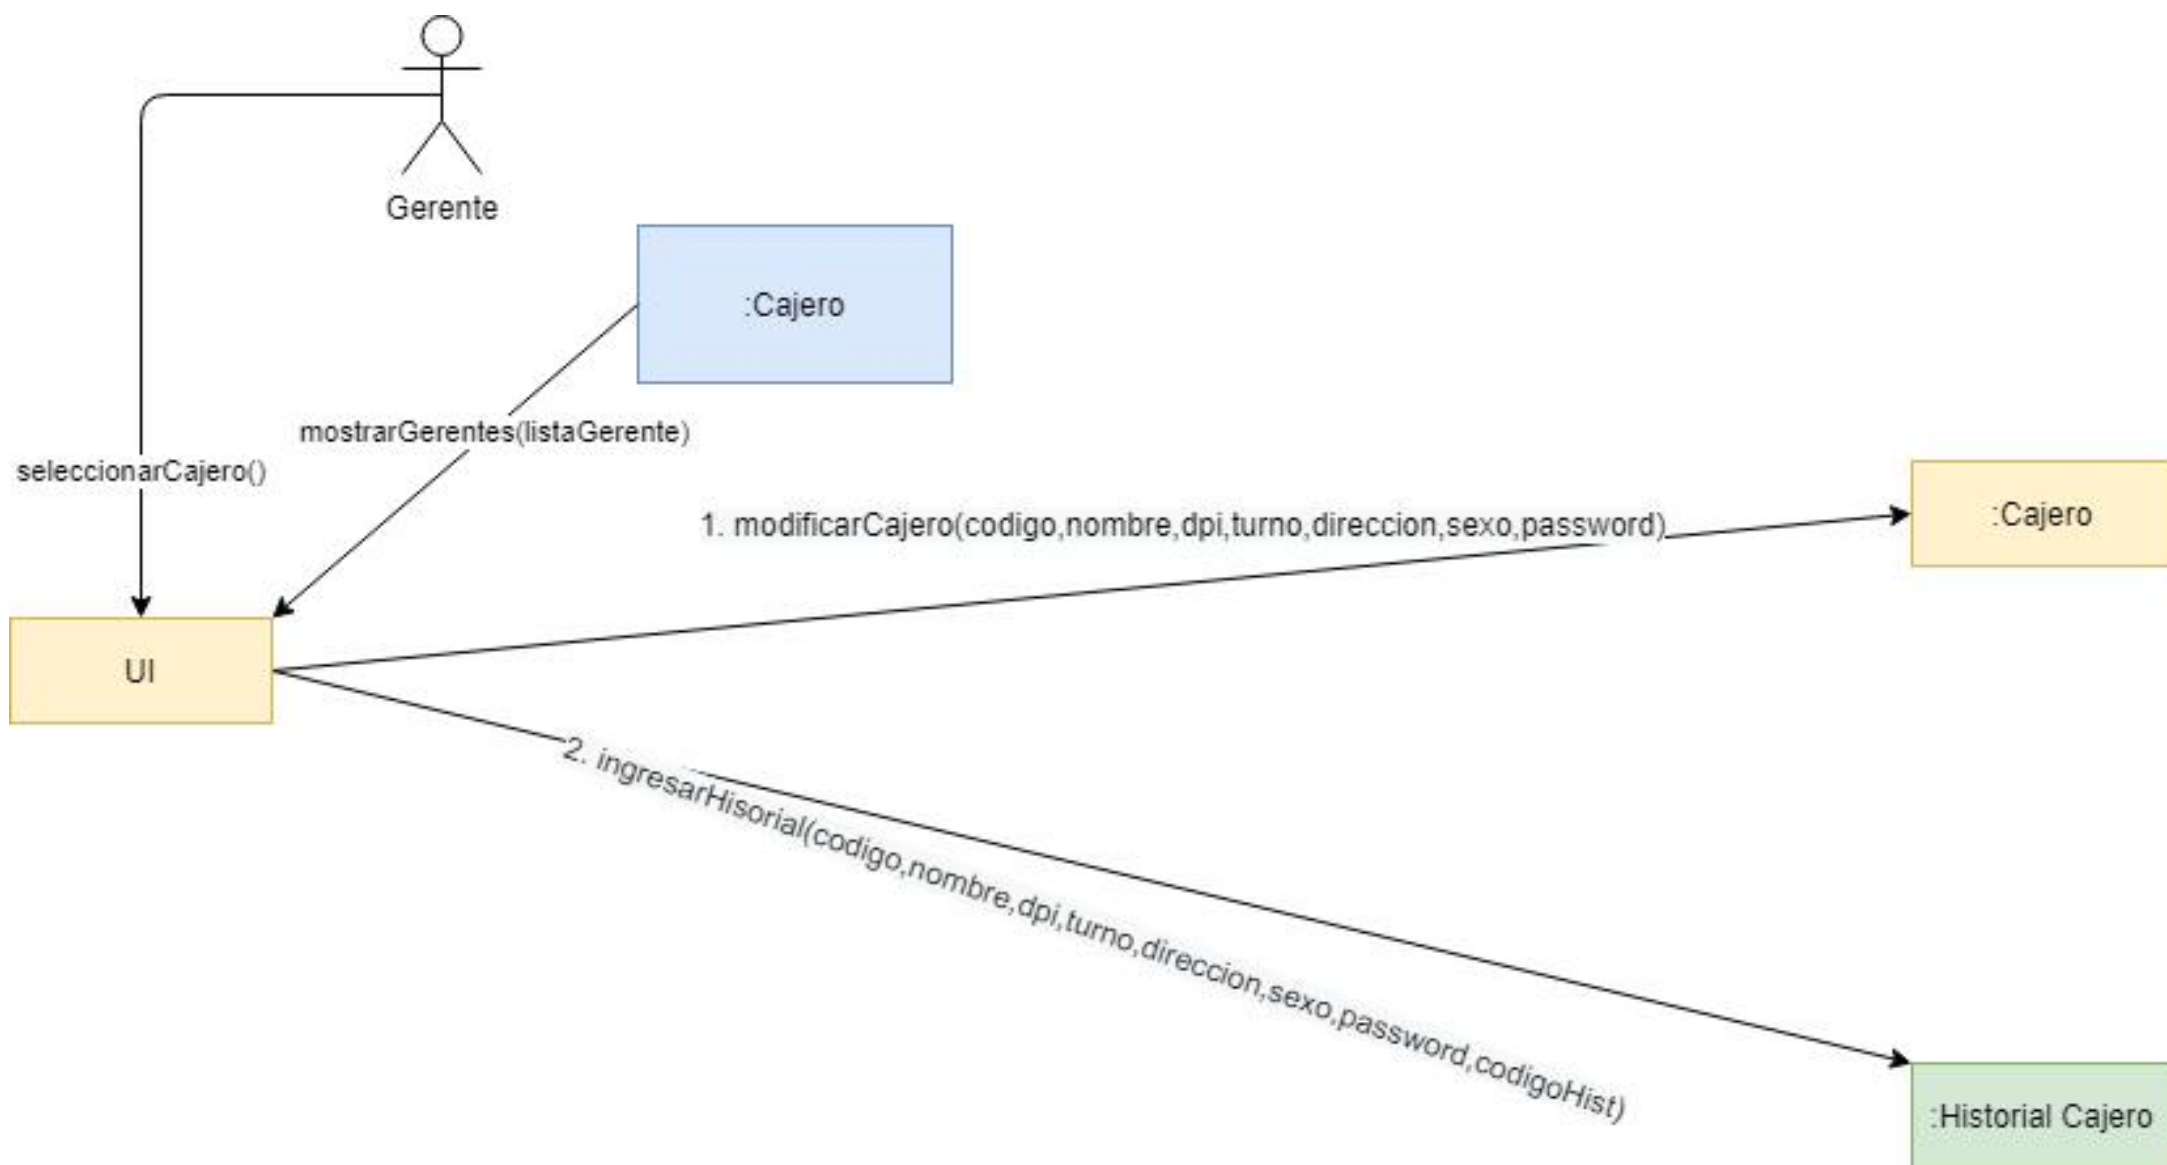 Gerente
:Cajero
mostrarGerentes(listaGerente)
seleccionarCajero()
1. modificarCajero(codigo,nombre,dpi,turno,direccion,sexo,password)
:Cajero
UI
2. ingresarHisorial(codigo,nombre,dpi,turno,direccion,sexo,password,codigoHist)
:Historial Cajero